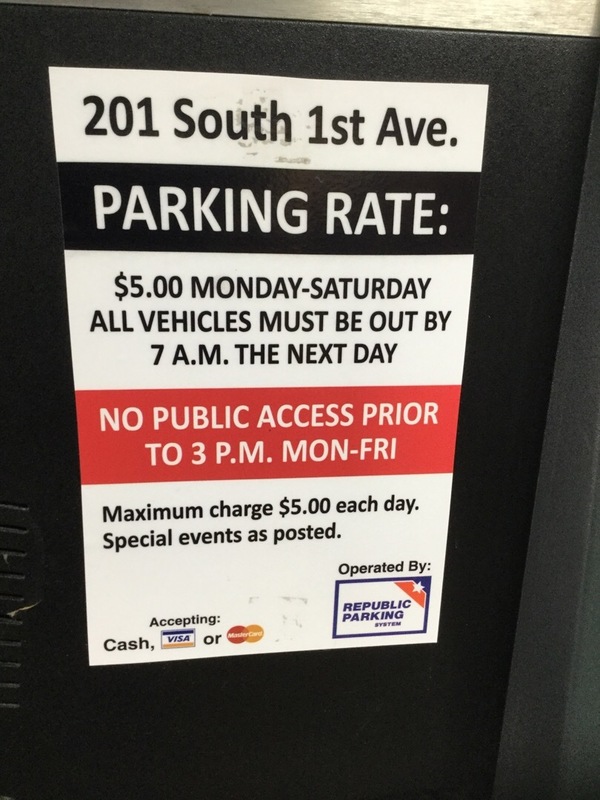 201 South 1st Ave.
PARKING RATE:
$5.00 MONDAY-SATURDAY
ALL VEHICLES MUST BE OUT BY
7 A.M. THE NEXT DAY
NO PUBLIC ACCESS PRIOR
TO 3 P.M. MON-FRI
Maximum charge $5.00 each day.
Special events as posted.
Operated By:
REPUBLIC
PARKING
SYSTEM
Accepting:
Cash, VISA or MasterCard